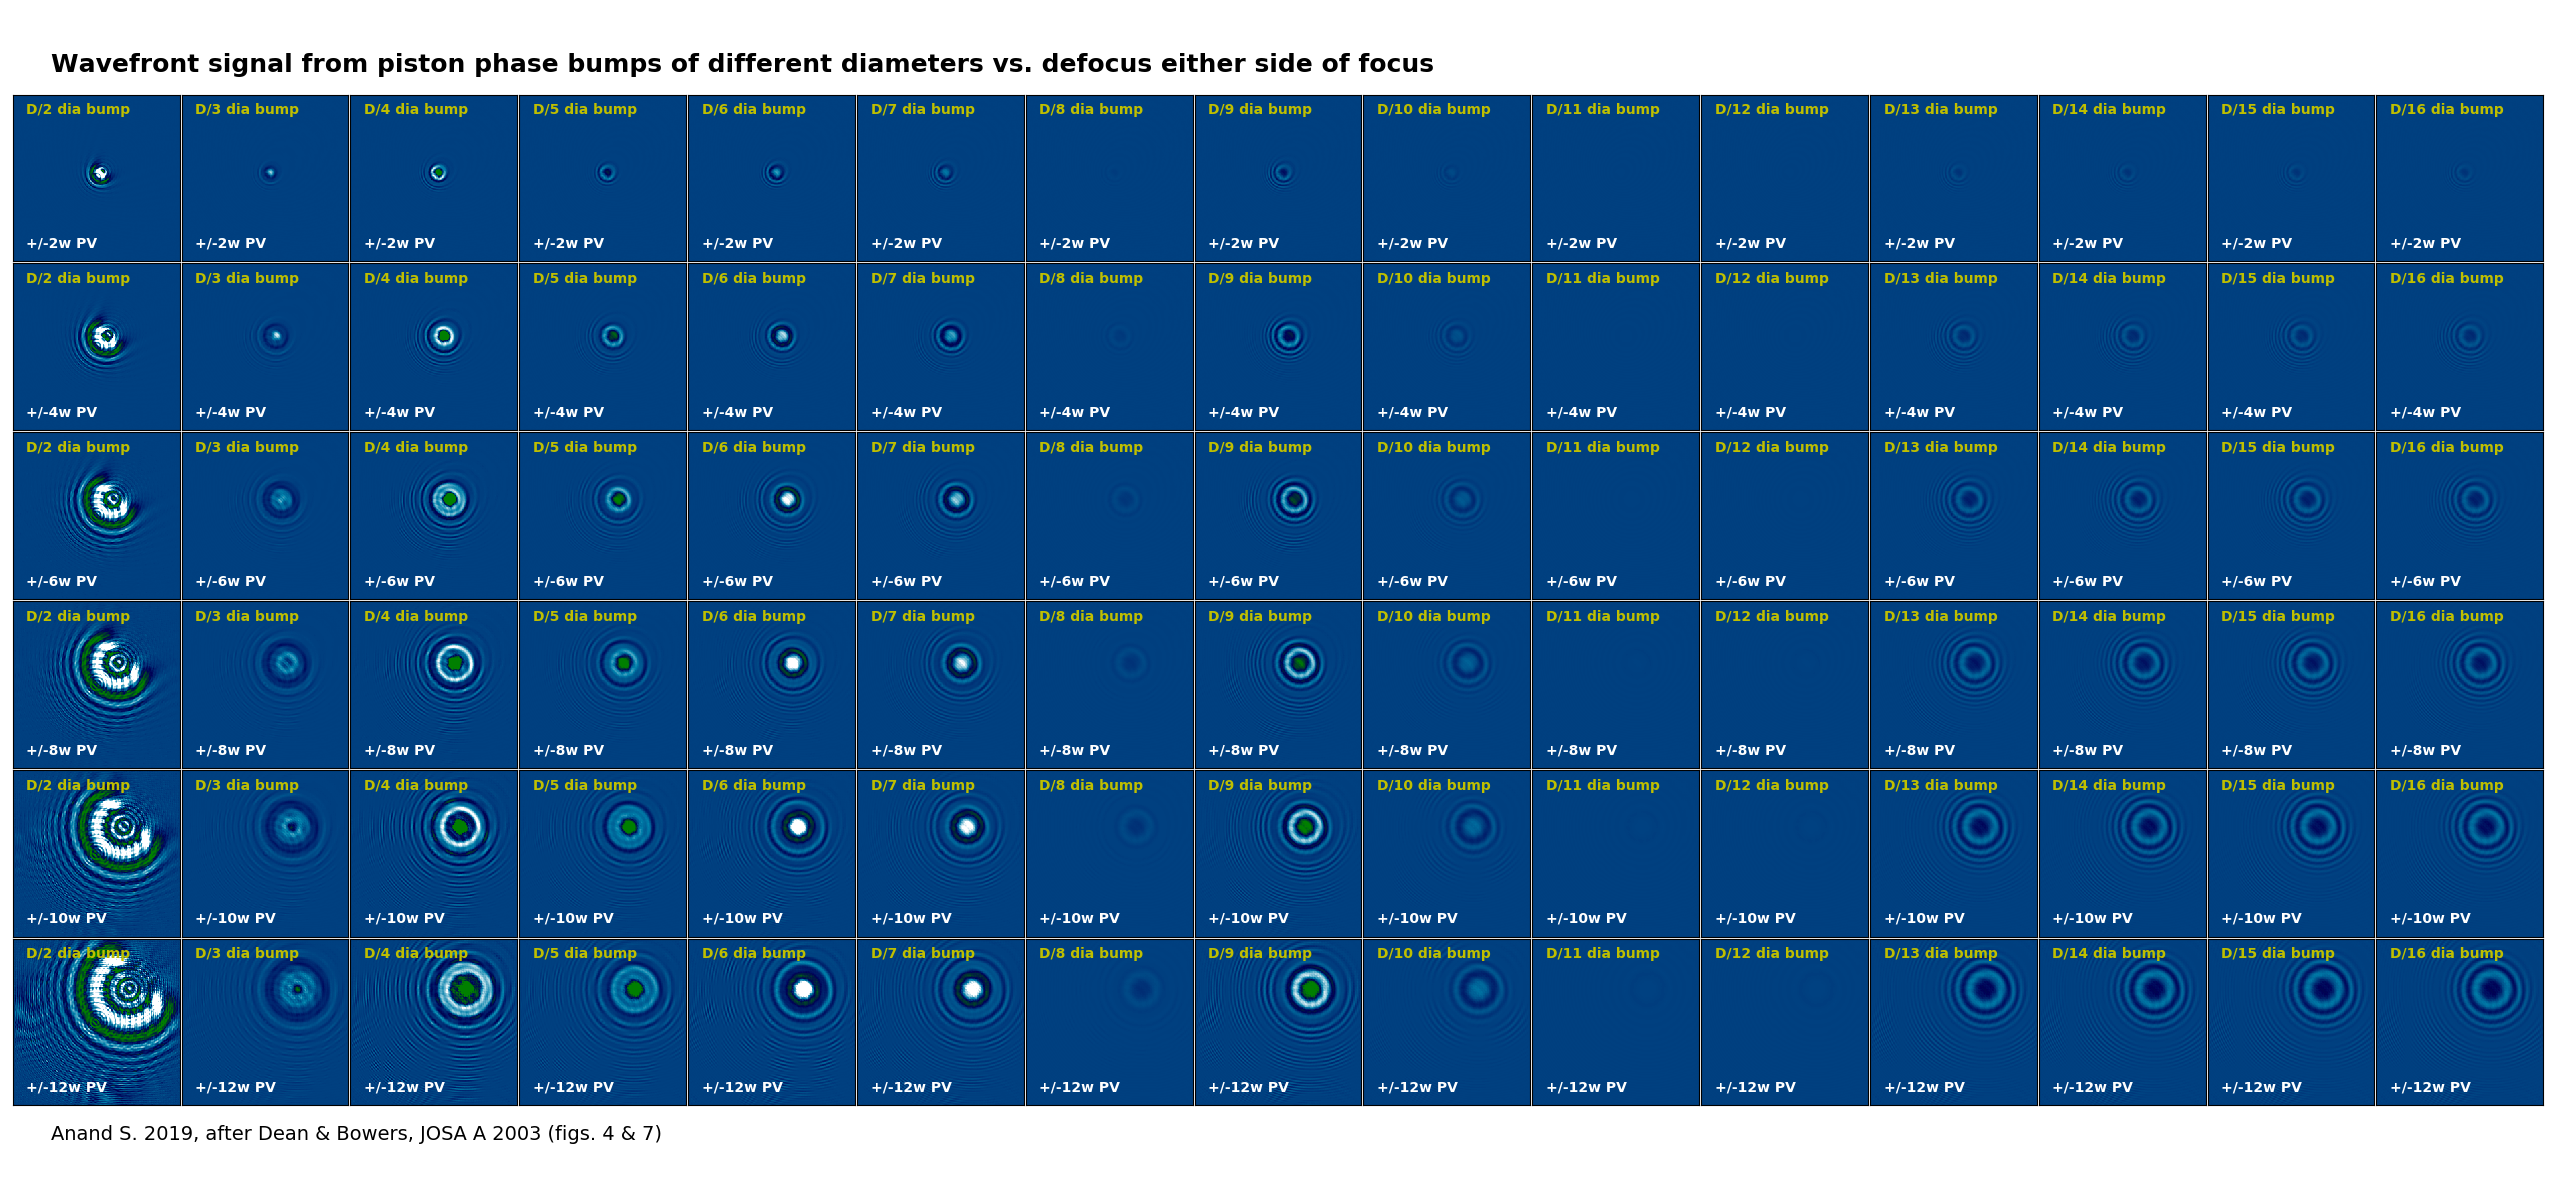 Wavefront signal from piston phase bumps of different diameters vs. defocus either side of focus
D/2 dia bump D/3 dia bump D/4 dia bump D/5 dia bump D/6 dia bump D/7 dia bump D/8 dia bump D/9 dia bump D/10 dia bump D/11 dia bump D/12 dia bump D/13 dia bump D/14 dia bump D/15 dia bump D/16 dia bump
+/-2w PV +/-2w PV +/-2w PV +/-2w PV +/-2w PV +/-2w PV +/-2w PV +/-2w PV +/-2w PV +/-2w PV +/-2w PV +/-2w PV +/-2w PV +/-2w PV +/-2w PV
D/2 dia bump D/3 dia bump D/4 dia bump D/5 dia bump D/6 dia bump D/7 dia bump D/8 dia bump D/9 dia bump D/10 dia bump D/11 dia bump D/12 dia bump D/13 dia bump D/14 dia bump D/15 dia bump D/16 dia bump
+/-4w PV +/-4w PV +/-4w PV +/-4w PV +/-4w PV +/-4w PV +/-4w PV +/-4w PV +/-4w PV +/-4w PV +/-4w PV +/-4w PV +/-4w PV +/-4w PV +/-4w PV
D/2 dia bump D/3 dia bump D/4 dia bump D/5 dia bump D/6 dia bump D/7 dia bump D/8 dia bump D/9 dia bump D/10 dia bump D/11 dia bump D/12 dia bump D/13 dia bump D/14 dia bump D/15 dia bump D/16 dia bump
+/-6w PV +/-6w PV +/-6w PV +/-6w PV +/-6w PV +/-6w PV +/-6w PV +/-6w PV +/-6w PV +/-6w PV +/-6w PV +/-6w PV +/-6w PV +/-6w PV +/-6w PV
D/2 dia bump D/3 dia bump D/4 dia bump D/5 dia bump D/6 dia bump D/7 dia bump D/8 dia bump D/9 dia bump D/10 dia bump D/11 dia bump D/12 dia bump D/13 dia bump D/14 dia bump D/15 dia bump D/16 dia bump
+/-8w PV +/-8w PV +/-8w PV +/-8w PV +/-8w PV +/-8w PV +/-8w PV +/-8w PV +/-8w PV +/-8w PV +/-8w PV +/-8w PV +/-8w PV +/-8w PV +/-8w PV
D/2 dia bump D/3 dia bump D/4 dia bump D/5 dia bump D/6 dia bump D/7 dia bump D/8 dia bump D/9 dia bump D/10 dia bump D/11 dia bump D/12 dia bump D/13 dia bump D/14 dia bump D/15 dia bump D/16 dia bump
+/-10w PV +/-10w PV +/-10w PV +/-10w PV +/-10w PV +/-10w PV +/-10w PV +/-10w PV +/-10w PV +/-10w PV +/-10w PV +/-10w PV +/-10w PV +/-10w PV +/-10w PV
D/2 dia bump D/3 dia bump D/4 dia bump D/5 dia bump D/6 dia bump D/7 dia bump D/8 dia bump D/9 dia bump D/10 dia bump D/11 dia bump D/12 dia bump D/13 dia bump D/14 dia bump D/15 dia bump D/16 dia bump
+/-12w PV +/-12w PV +/-12w PV +/-12w PV +/-12w PV +/-12w PV +/-12w PV +/-12w PV +/-12w PV +/-12w PV +/-12w PV +/-12w PV +/-12w PV +/-12w PV +/-12w PV
Anand S. 2019, after Dean & Bowers, JOSA A 2003 (figs. 4 & 7)